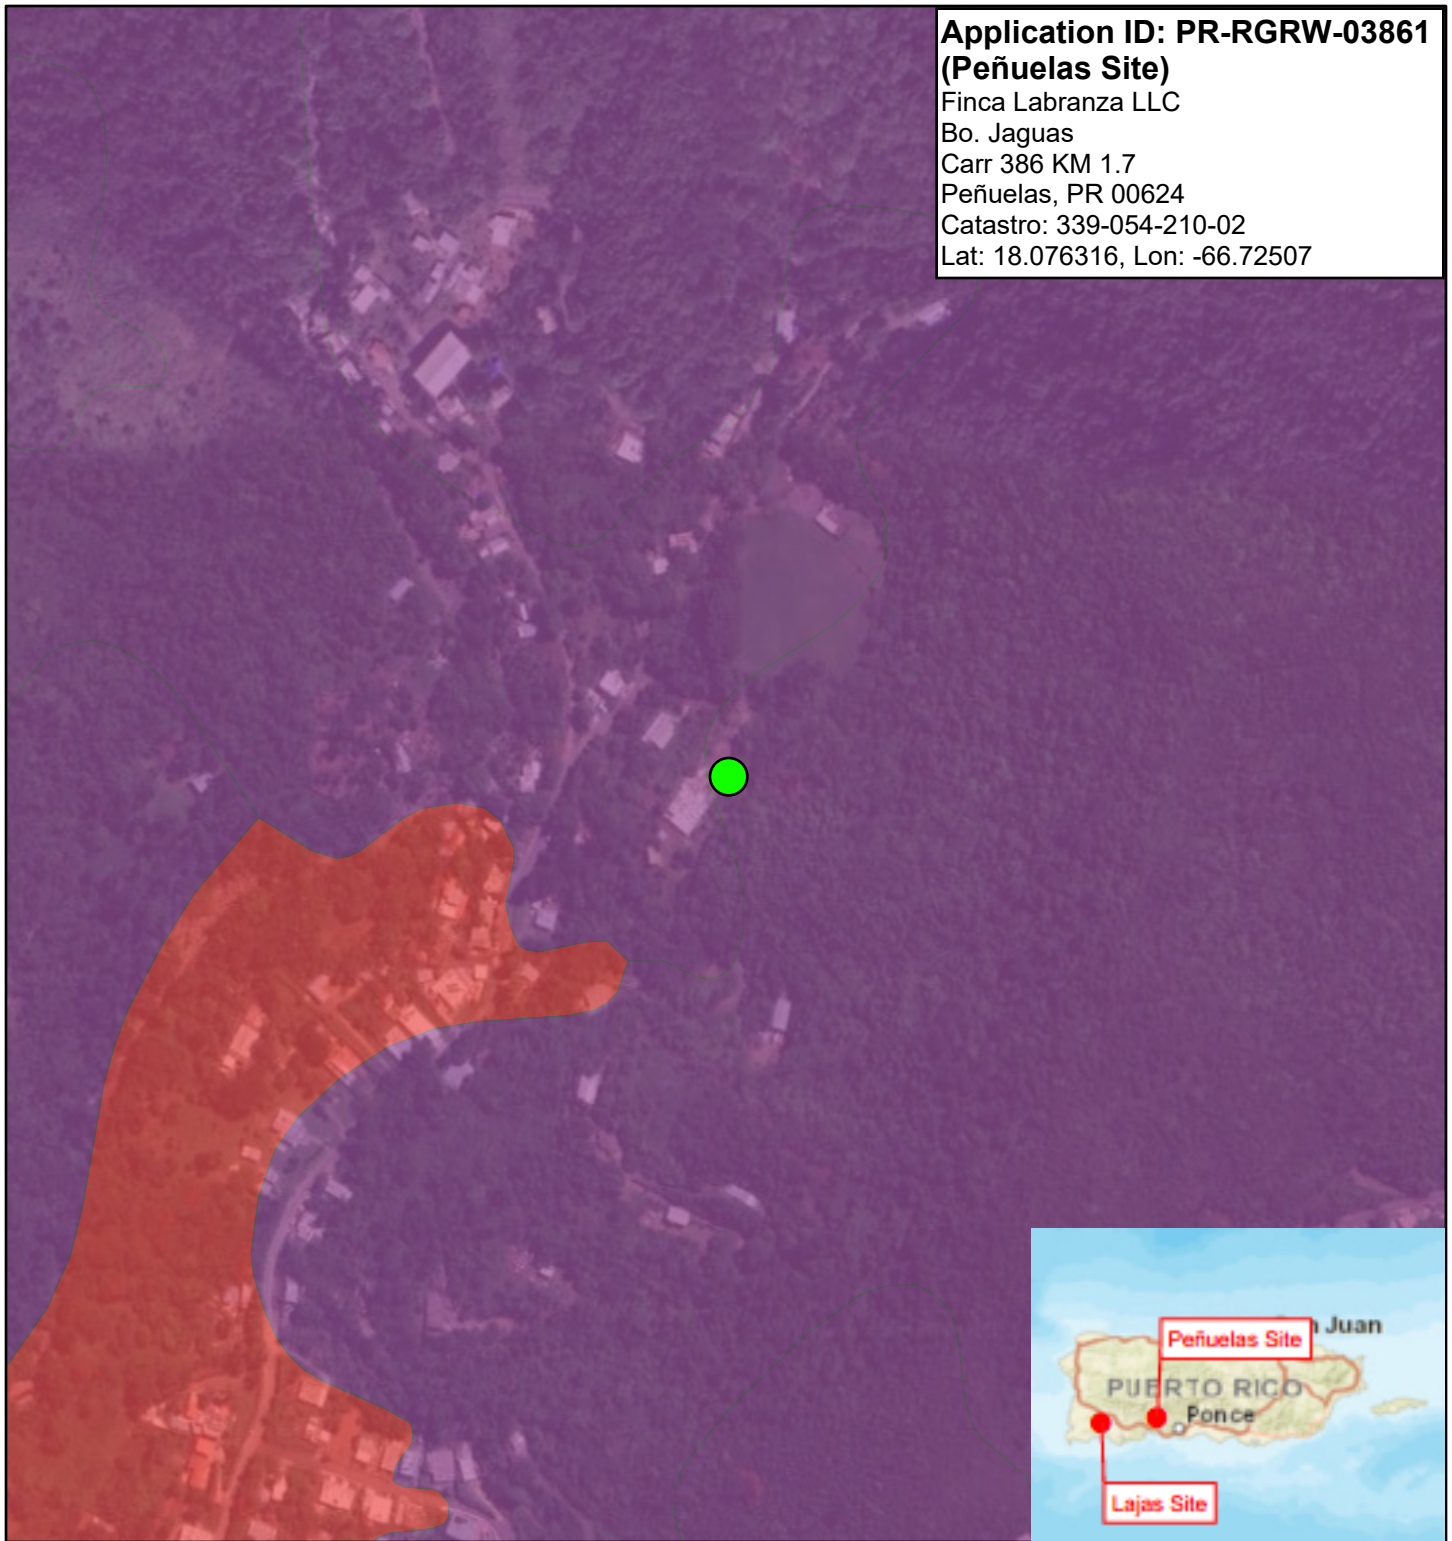 Application ID: PR-RGRW-03861
(Peñuelas Site)
Finca Labranza LLC
Bo. Jaguas
Carr 386 KM 1.7
Peñuelas, PR 00624
Catastro: 339-054-210-02
Lat: 18.076316, Lon: -66.72507
Juan
Peñuelas Site
PUERTO RICO
Ponce
Lajas Site